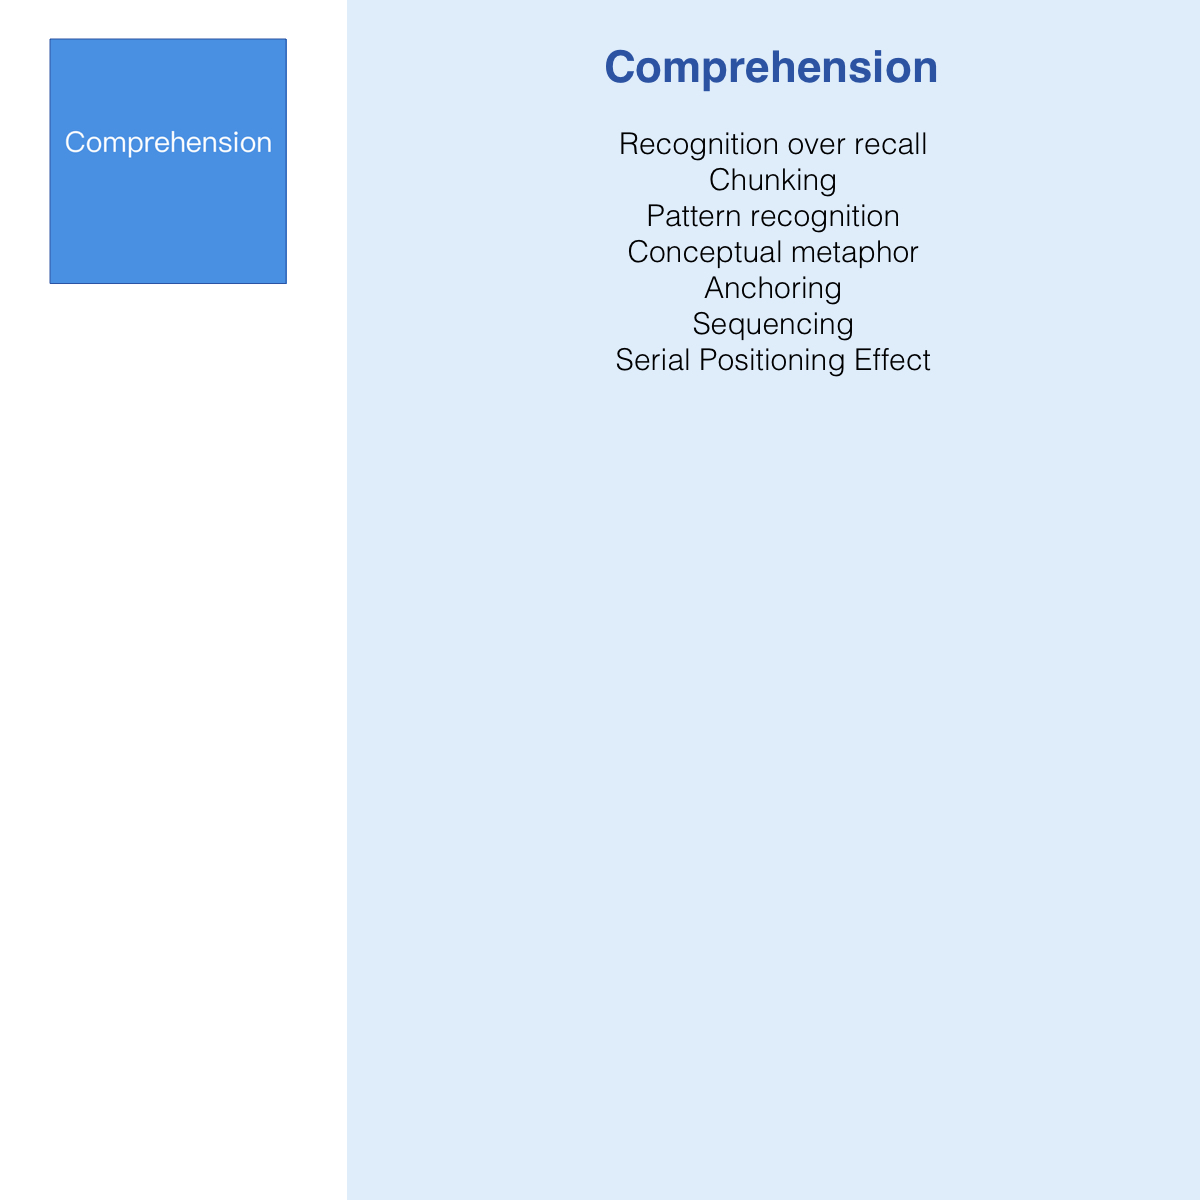 Comprehension
Comprehension
Recognition over recall
Chunking
Pattern recognition
Conceptual metaphor
Anchoring
Sequencing
Serial Positioning Effect